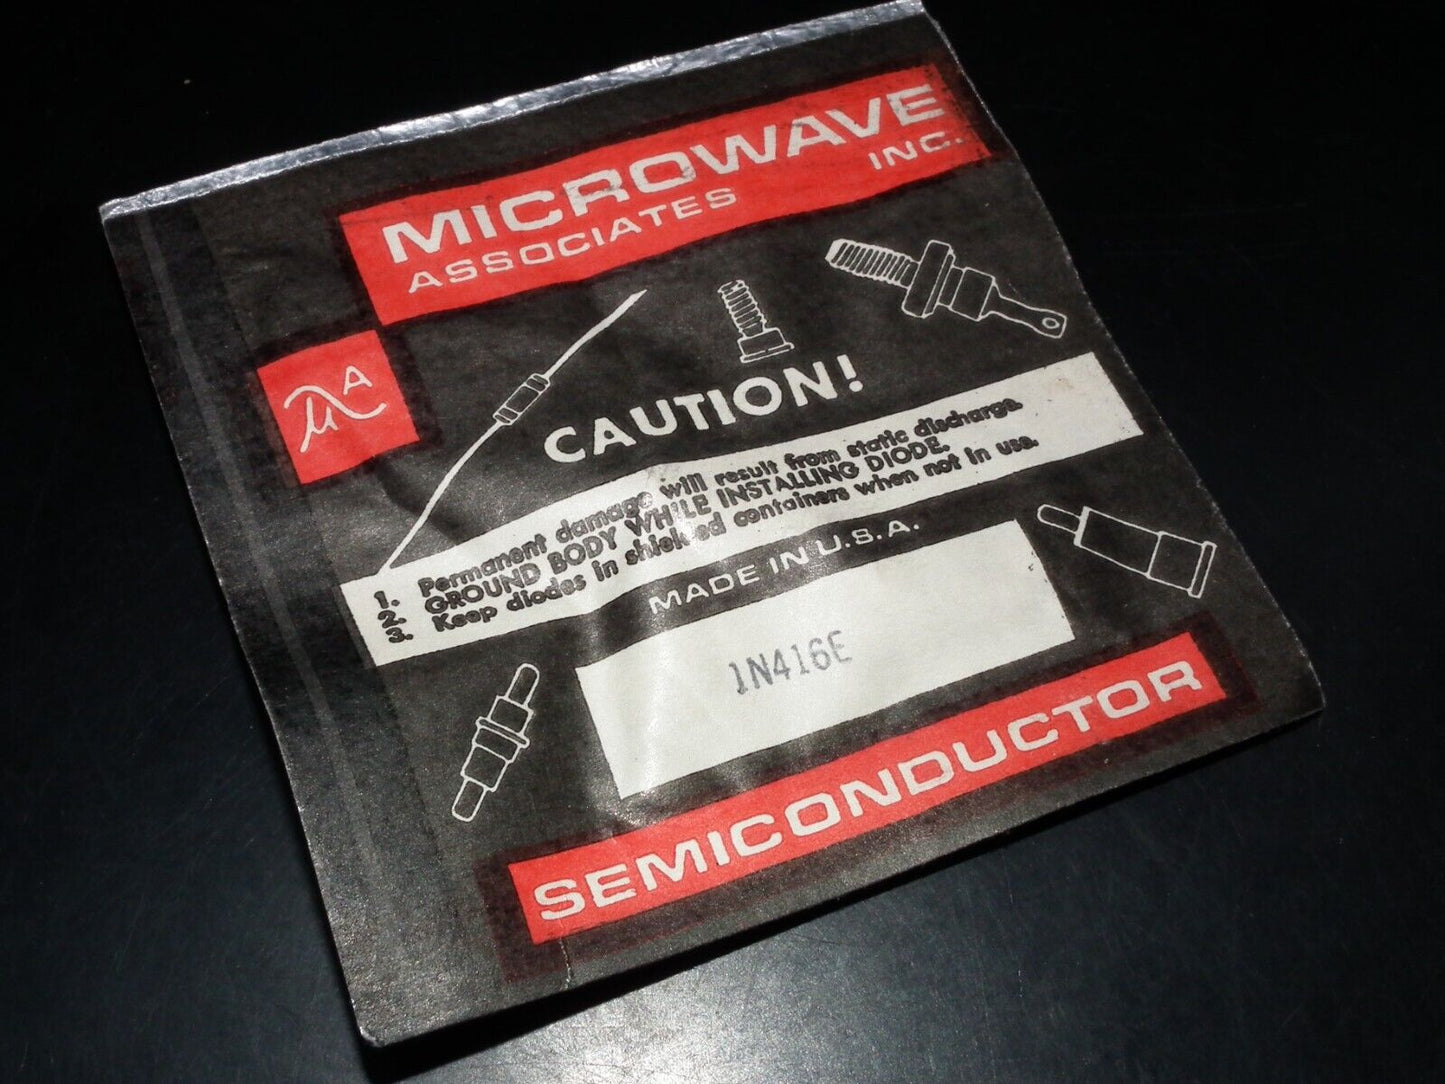 MICROWAVE
ASSOCIATES INC.
μλA
CAUTION!
1. Permanent damage will result from static discharge.
2. GROUND BODY WHILE INSTALLING DIODE.
3. Keep diodes in shielded containers when not in use.
MADE IN U.S.A.
1N416E
SEMICONDUCTOR